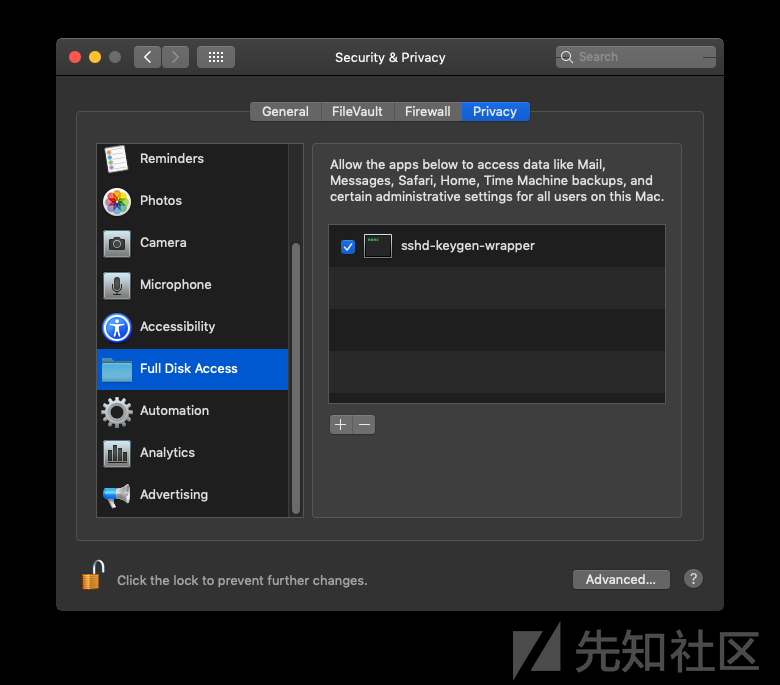 Security & Privacy
Search
General
FileVault
Firewall
Privacy
Reminders
Photos
Camera
Microphone
Accessibility
Full Disk Access
Automation
Analytics
Advertising
Allow the apps below to access data like Mail,
Messages, Safari, Home, Time Machine backups, and
certain administrative settings for all users on this Mac.
sshd-keygen-wrapper
Click the lock to prevent further changes.
Advanced...
?
先知社区